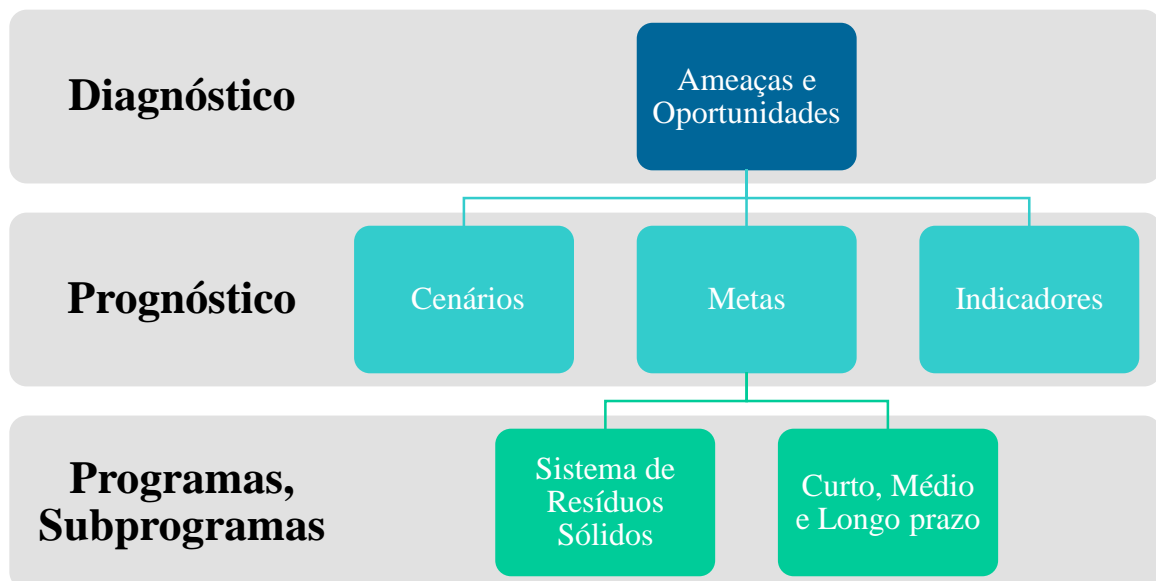 Diagnóstico
Ameaças e
Oportunidades
Prognóstico
Cenários
Metas
Indicadores
Programas,
Subprogramas
Sistema de
Resíduos
Sólidos
Curto, Médio
e Longo prazo